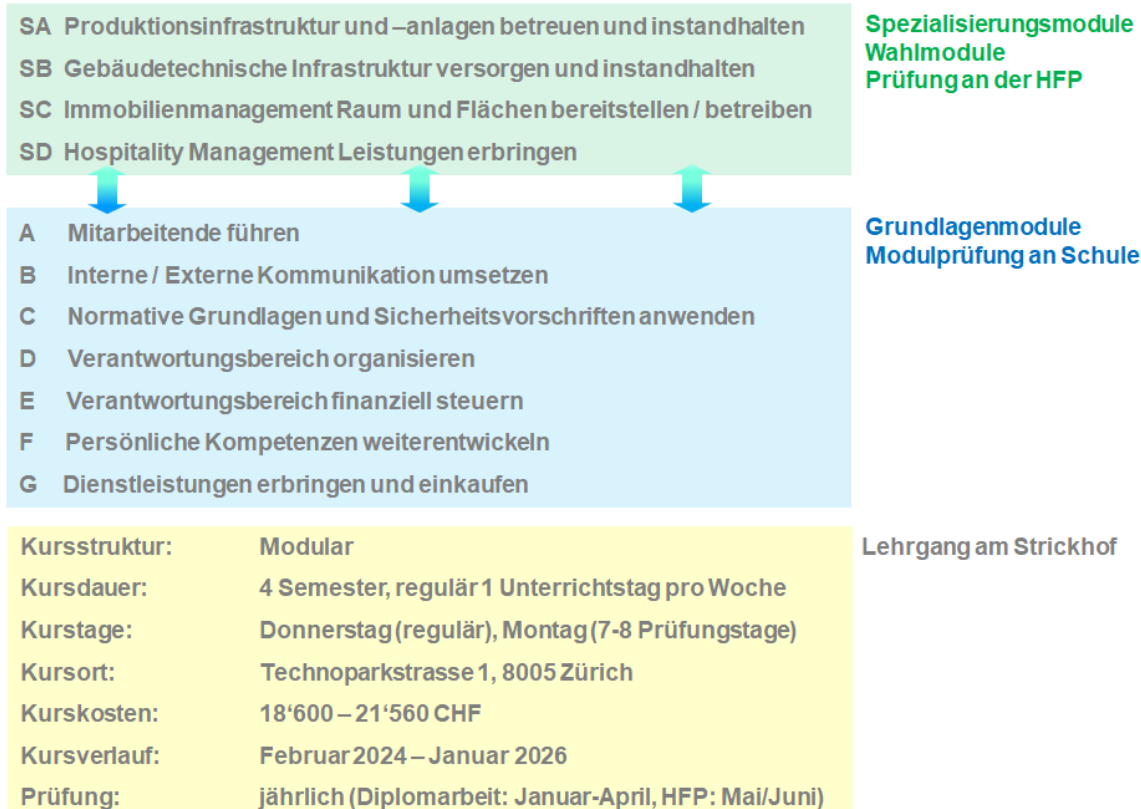 SA Produktionsinfrastruktur und –anlagen betreuen und instandhalten
SB Gebäudetechnische Infrastruktur versorgen und instandhalten
SC Immobilienmanagement Raum und Flächen bereitstellen / betreiben
SD Hospitality Management Leistungen erbringen
Spezialisierungsmodule
Wahlmodule
Prüfung an der HFP
A Mitarbeitende führen
B Interne / Externe Kommunikation umsetzen
C Normative Grundlagen und Sicherheitsvorschriften anwenden
D Verantwortungsbereich organisieren
E Verantwortungsbereich finanziell steuern
F Persönliche Kompetenzen weiterentwickeln
G Dienstleistungen erbringen und einkaufen
Grundlagenmodule
Modulprüfung an Schule
Kursstruktur: Modular
Kursdauer: 4 Semester, regulär 1 Unterrichtstag pro Woche
Kurstage: Donnerstag (regulär), Montag (7-8 Prüfungstage)
Kursort: Technoparkstrasse 1, 8005 Zürich
Kurskosten: 18‘600 – 21‘560 CHF
Kursverlauf: Februar 2024 – Januar 2026
Prüfung: jährlich (Diplomarbeit: Januar-April, HFP: Mai/Juni)
Lehrgang am Strickhof